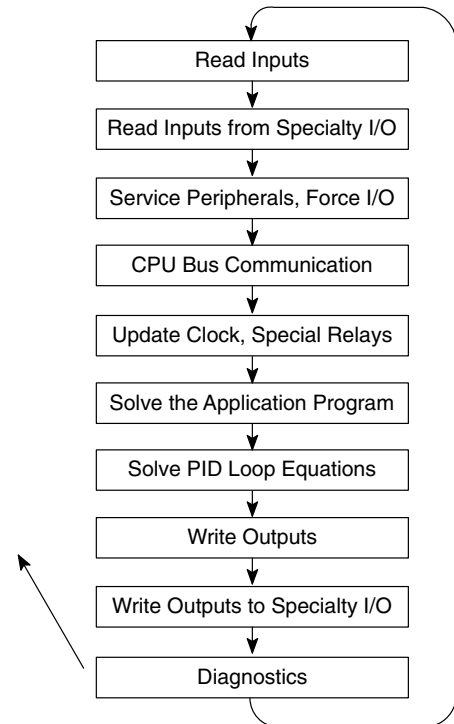 Read Inputs
Read Inputs from Specialty I/O
Service Peripherals, Force I/O
CPU Bus Communication
Update Clock, Special Relays
Solve the Application Program
Solve PID Loop Equations
Write Outputs
Write Outputs to Specialty I/O
Diagnostics